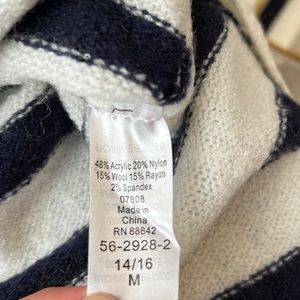 48% Acrylic 20% Nylon
15% Wool 15% Rayon
2% Spandex
07808
Made in
China
RN 88842
56-2928-2
14/16
M